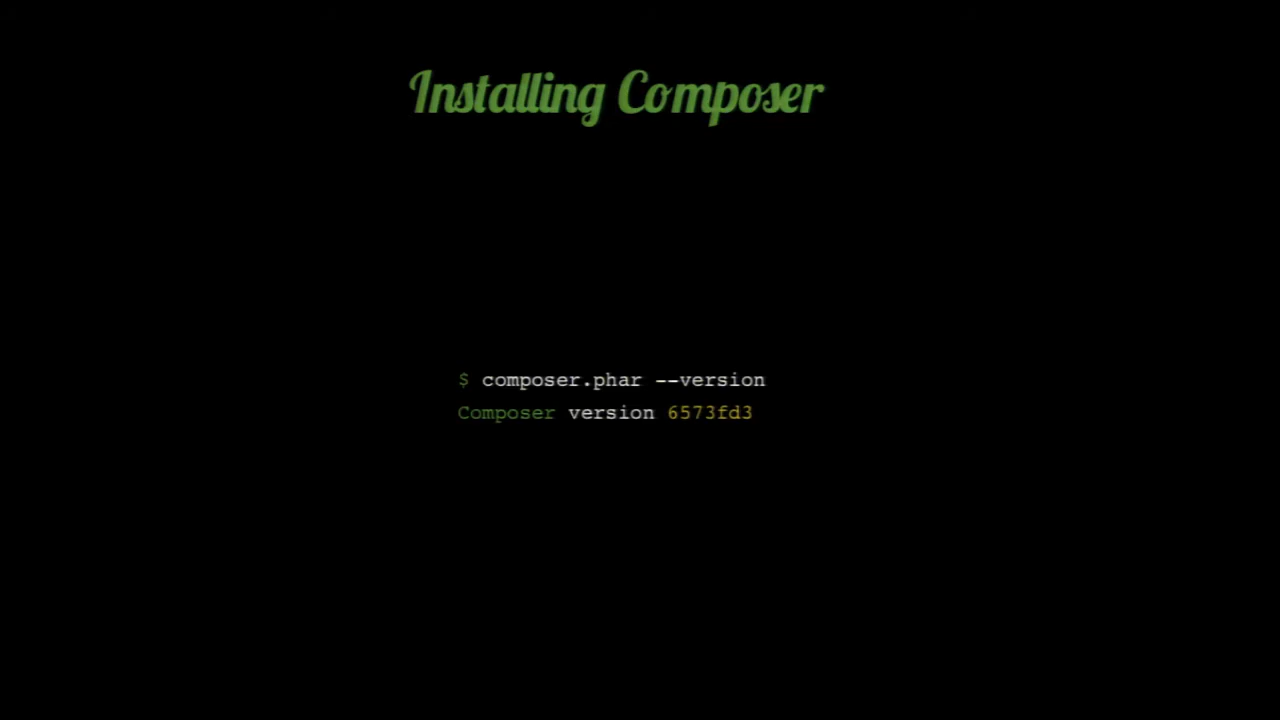 Installing Composer
$ composer.phar --version
Composer version 6573fd3